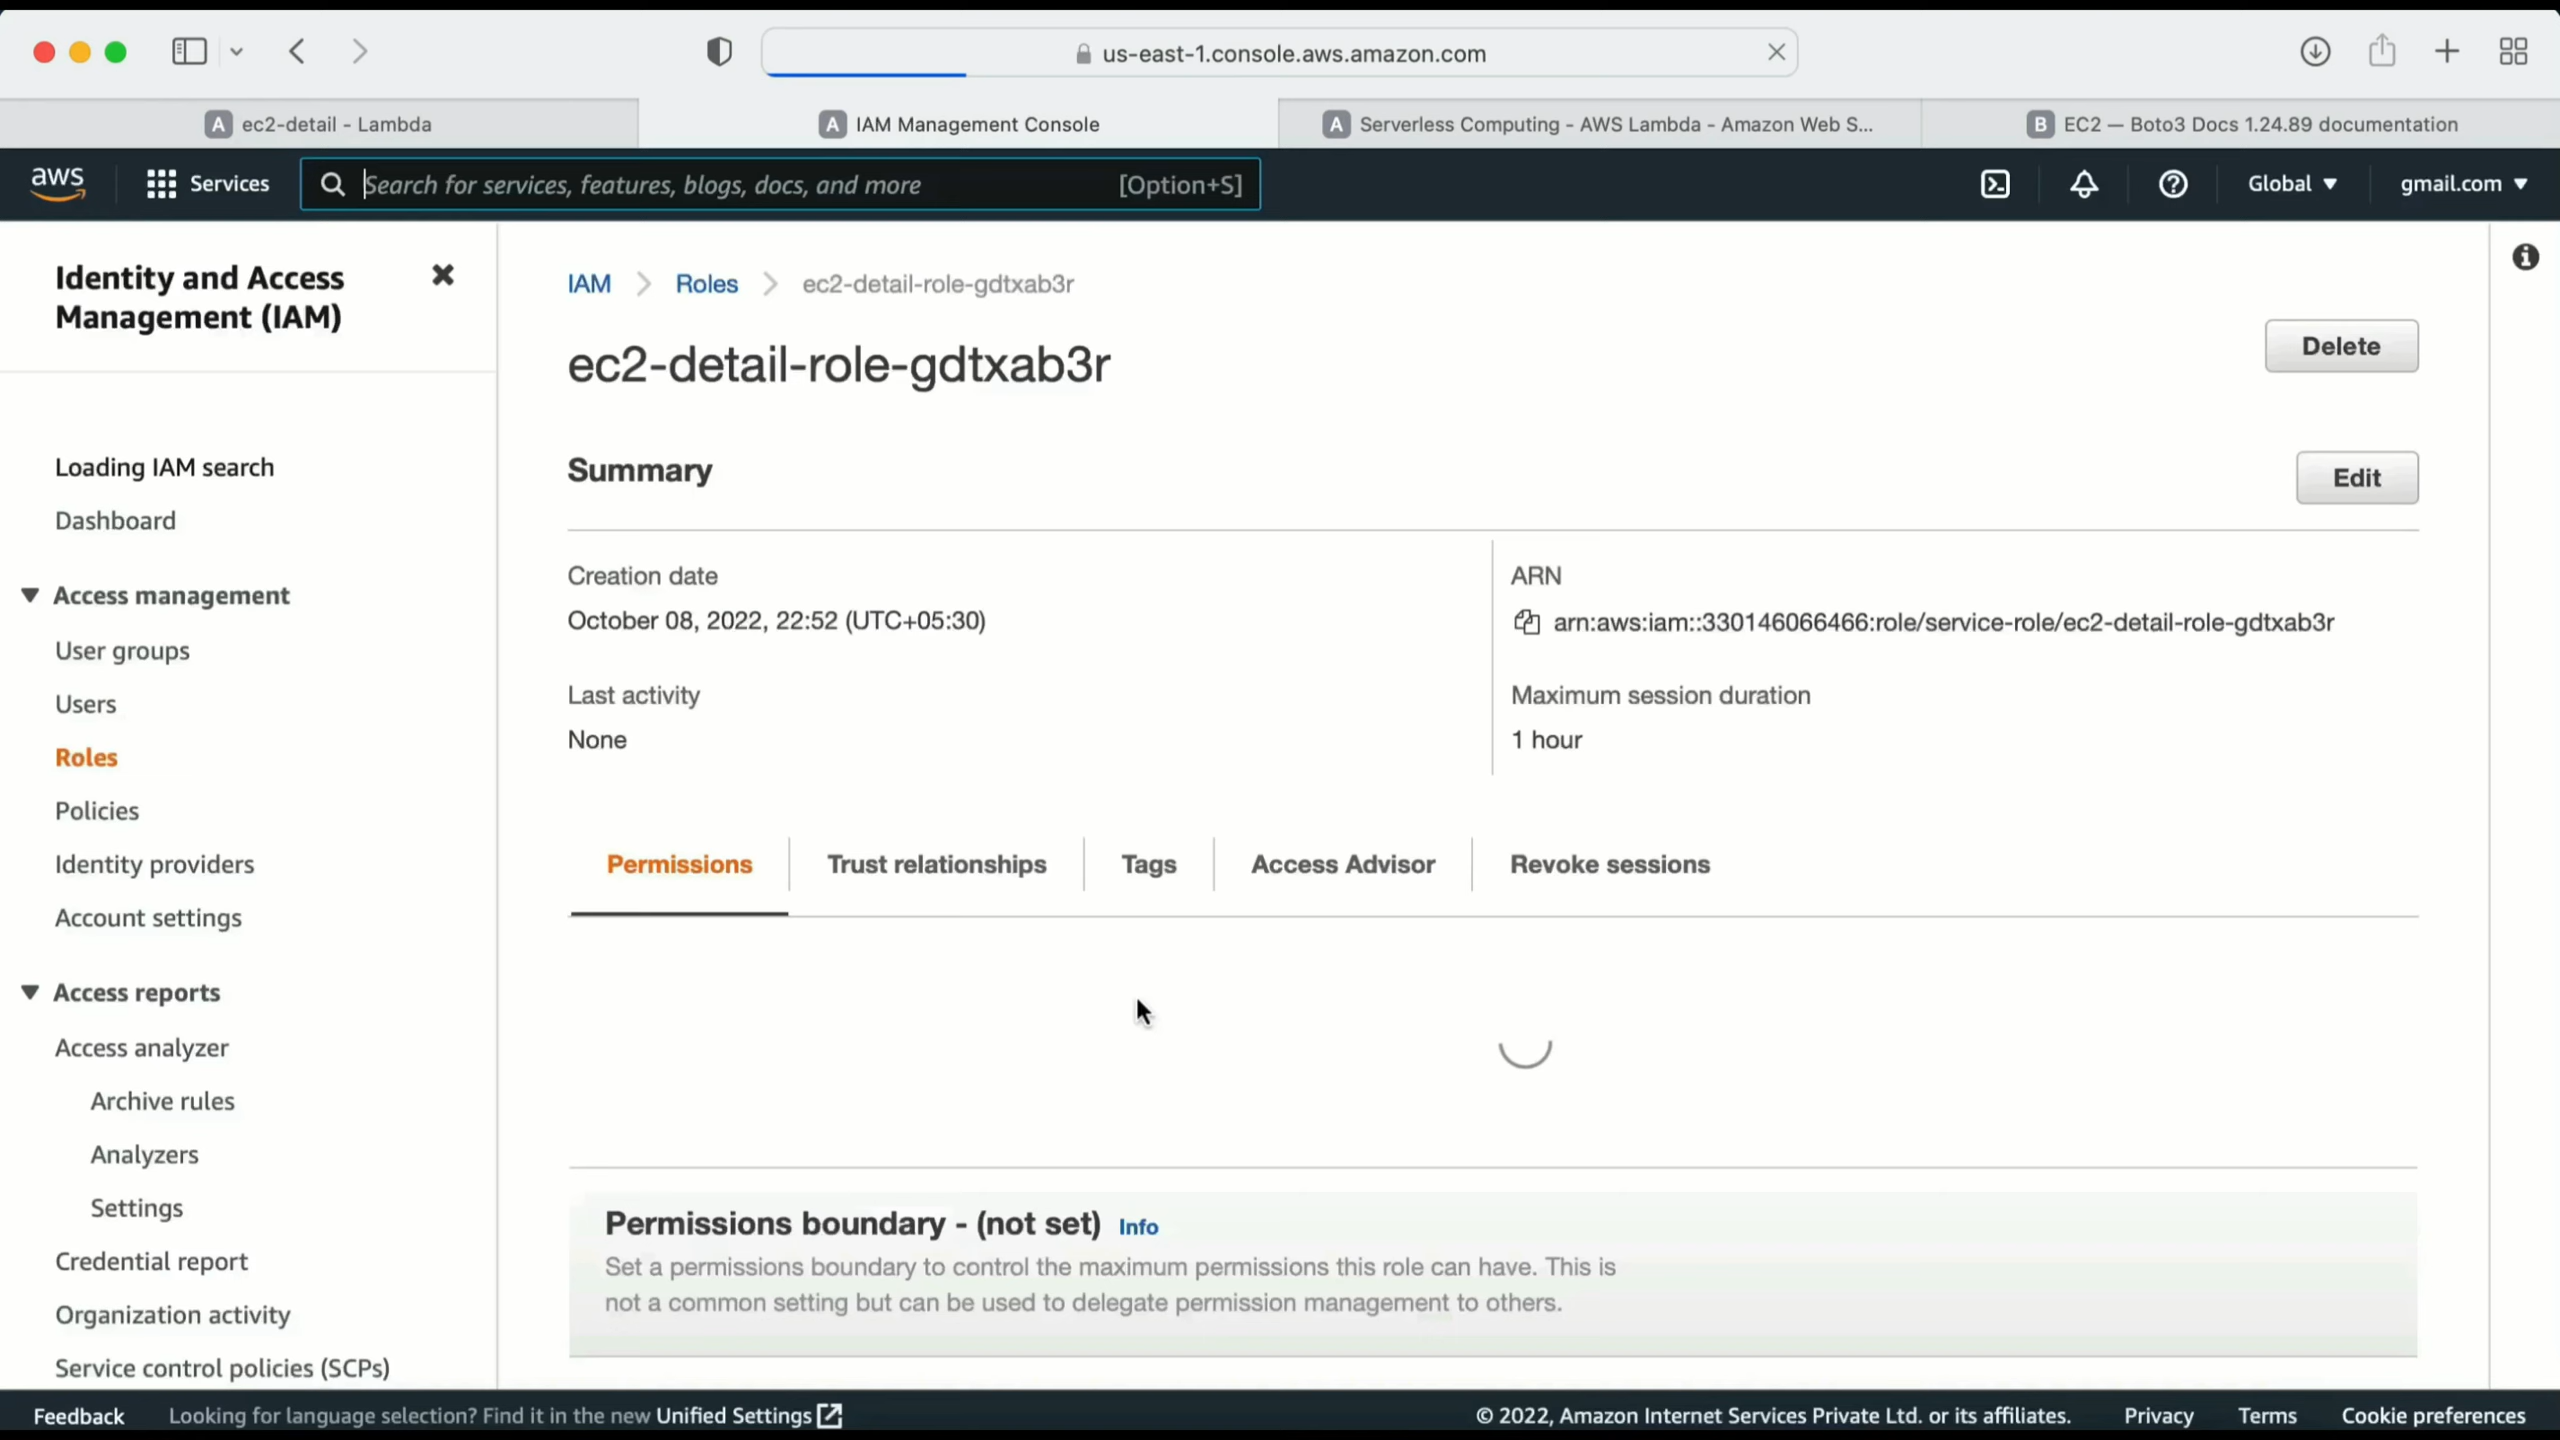 us-east-1.console.aws.amazon.com
A ec2-detail - Lambda
A IAM Management Console
A Serverless Computing - AWS Lambda - Amazon Web S...
B EC2 — Boto3 Docs 1.24.89 documentation
aws
Services
Search for services, features, blogs, docs, and more
[Option+S]
Global
gmail.com
Identity and Access
Management (IAM)
Loading IAM search
Dashboard
Access management
User groups
Users
Roles
Policies
Identity providers
Account settings
Access reports
Access analyzer
Archive rules
Analyzers
Settings
Credential report
Organization activity
Service control policies (SCPs)
IAM
Roles
ec2-detail-role-gdtxab3r
ec2-detail-role-gdtxab3r
Delete
Summary
Edit
Creation date
October 08, 2022, 22:52 (UTC+05:30)
ARN
arn:aws:iam::330146066466:role/service-role/ec2-detail-role-gdtxab3r
Last activity
None
Maximum session duration
1 hour
Permissions
Trust relationships
Tags
Access Advisor
Revoke sessions
Permissions boundary - (not set) Info
Set a permissions boundary to control the maximum permissions this role can have. This is
not a common setting but can be used to delegate permission management to others.
Feedback
Looking for language selection? Find it in the new Unified Settings
© 2022, Amazon Internet Services Private Ltd. or its affiliates.
Privacy
Terms
Cookie preferences